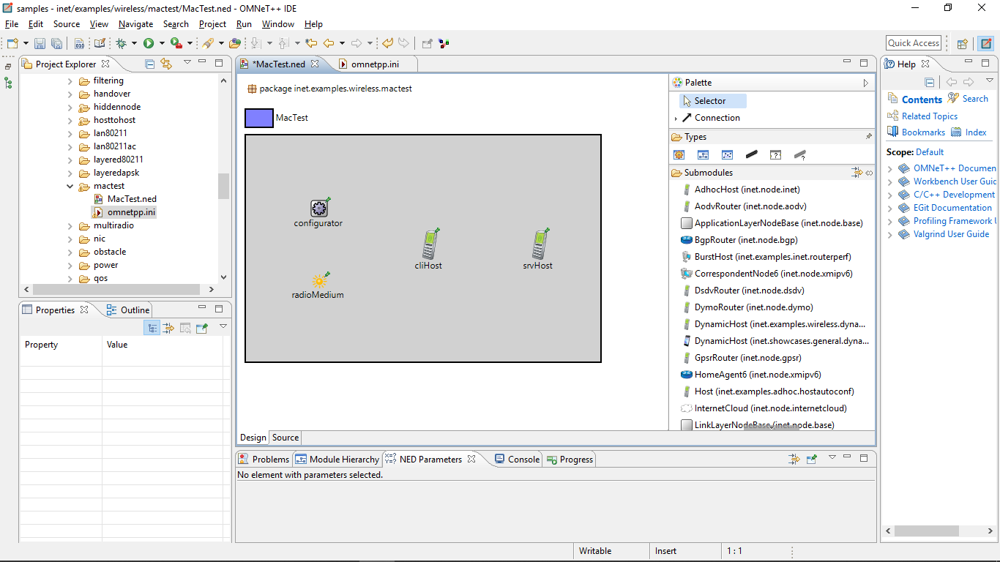 samples - inet/examples/wireless/mactest/MacTest.ned - OMNeT++ IDE
File Edit Source View Navigate Search Project Run Window Help
Quick Access
Project Explorer
filtering
handover
hiddennode
hosttohost
lan80211
lan80211ac
layered80211
layeredapsk
mactest
MacTest.ned
omnetpp.ini
multiradio
nic
obstacle
power
qos
Properties Outline
Property Value
*MacTest.ned omnetpp.ini
package inet.examples.wireless.mactest
MacTest
configurator
cliHost
srvHost
radioMedium
Design Source
Palette
Selector
Connection
Types
Submodules
AdhocHost (inet.node.inet)
AodvRouter (inet.node.aodv)
ApplicationLayerNodeBase (inet.node.base)
BgpRouter (inet.node.bgp)
BurstHost (inet.examples.inet.routerperf)
CorrespondentNode6 (inet.node.xmipv6)
DsdvRouter (inet.node.dsdv)
DymoRouter (inet.node.dymo)
DynamicHost (inet.examples.wireless.dyna...
DynamicHost (inet.showcases.general.dyna...
GpsrRouter (inet.node.gpsr)
HomeAgent6 (inet.node.xmipv6)
Host (inet.examples.adhoc.hostautoconf)
InternetCloud (inet.node.internetcloud)
LinkLayerNodeBase (inet.node.base)
Problems Module Hierarchy NED Parameters Console Progress
No element with parameters selected.
Help
Contents Search
Related Topics
Bookmarks Index
Scope: Default
OMNeT++ Documen
Workbench User Guid
C/C++ Development
EGit Documentation
Profiling Framework U
Valgrind User Guide
Writable Insert 1 : 1